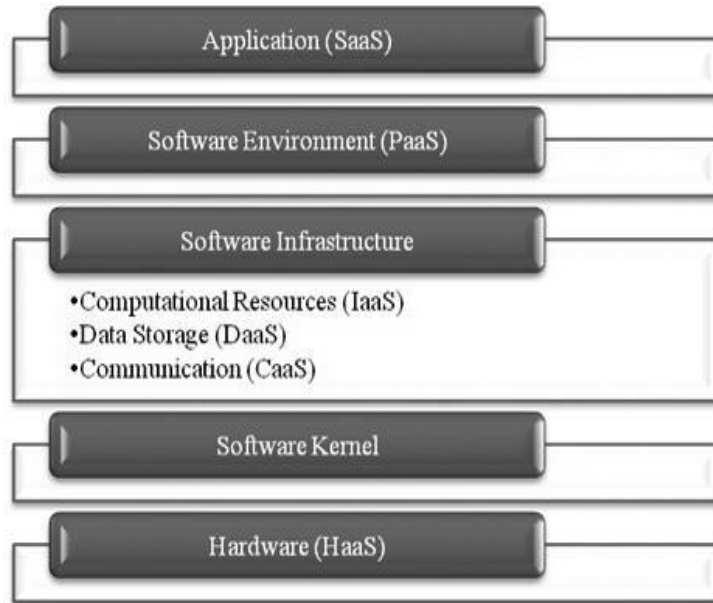 Application (SaaS)
Software Environment (PaaS)
Software Infrastructure
•Computational Resources (IaaS)
•Data Storage (DaaS)
•Communication (CaaS)
Software Kernel
Hardware (HaaS)